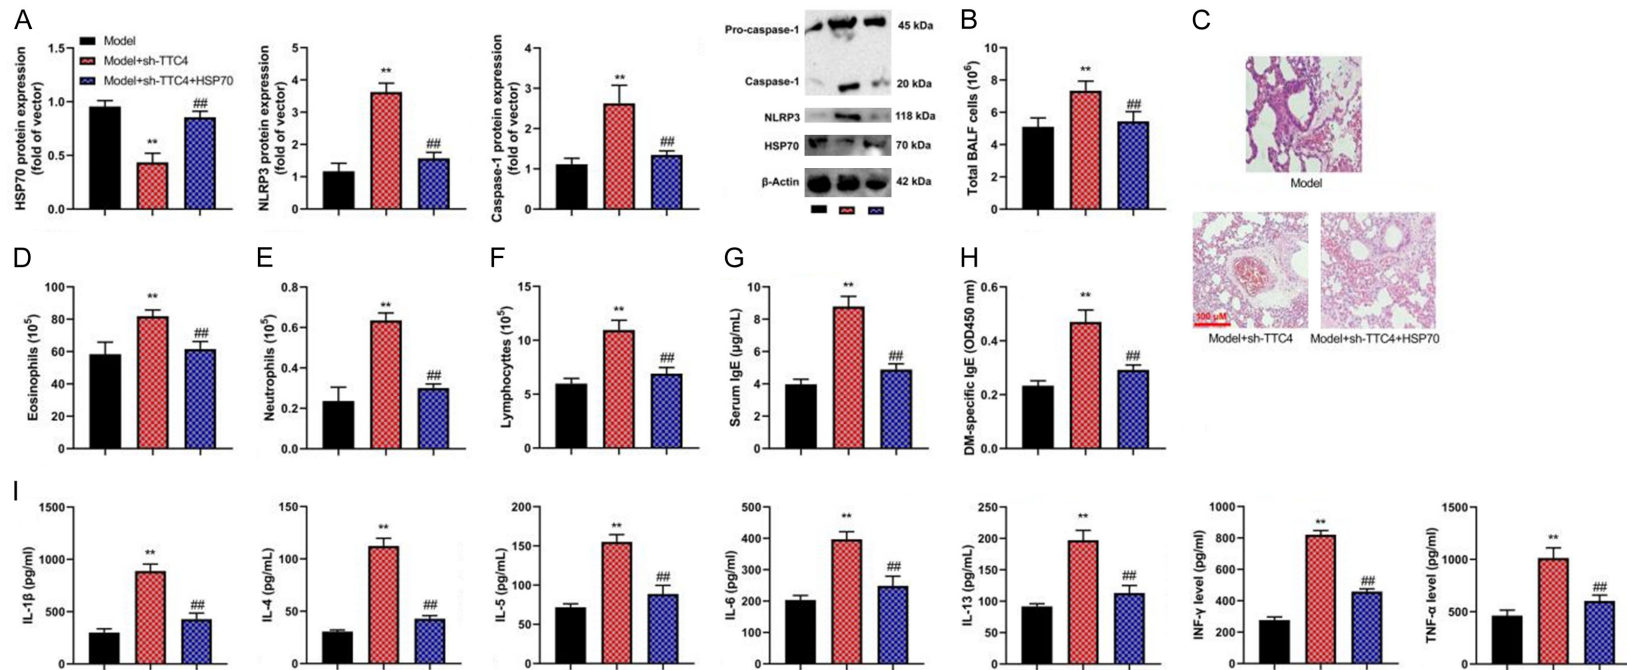 A
HSP70 protein expression
(fold of vector)
1.5
1.0
0.5
0.0
Model
Model+sh-TTC4
Model+sh-TTC4+HSP70
**
##
NLRP3 protein expression
(fold of vector)
5
4
3
2
1
0
**
##
Caspase-1 protein expression
(fold of vector)
4
3
2
1
0
**
##
Pro-caspase-1
45 kDa
Caspase-1
20 kDa
NLRP3
118 kDa
HSP70
70 kDa
β-Actin
42 kDa
B
Total BALF cells (10⁶)
10
8
6
4
2
0
**
##
C
Model
100 μM
Model+sh-TTC4
Model+sh-TTC4+HSP70
D
Eosinophils (10⁵)
100
80
60
40
20
0
**
##
E
Neutrophils (10⁵)
0.8
0.6
0.4
0.2
0.0
**
##
F
Lymphocyttes (10⁵)
15
10
5
0
**
##
G
Serum IgE (μg/mL)
10
8
6
4
2
0
**
##
H
DM-specific IgE (OD450 nm)
0.6
0.4
0.2
0.0
**
##
I
IL-1β (pg/ml)
1500
1000
500
0
**
##
IL-4 (pg/mL)
150
100
50
0
**
##
IL-5 (pg/mL)
200
150
100
50
0
**
##
IL-6 (pg/ml)
500
400
300
200
100
0
**
##
IL-13 (pg/mL)
250
200
150
100
50
0
**
##
INF-γ level (pg/ml)
1000
800
600
400
200
0
**
##
TNF-α level (pg/ml)
1500
1000
500
0
**
##